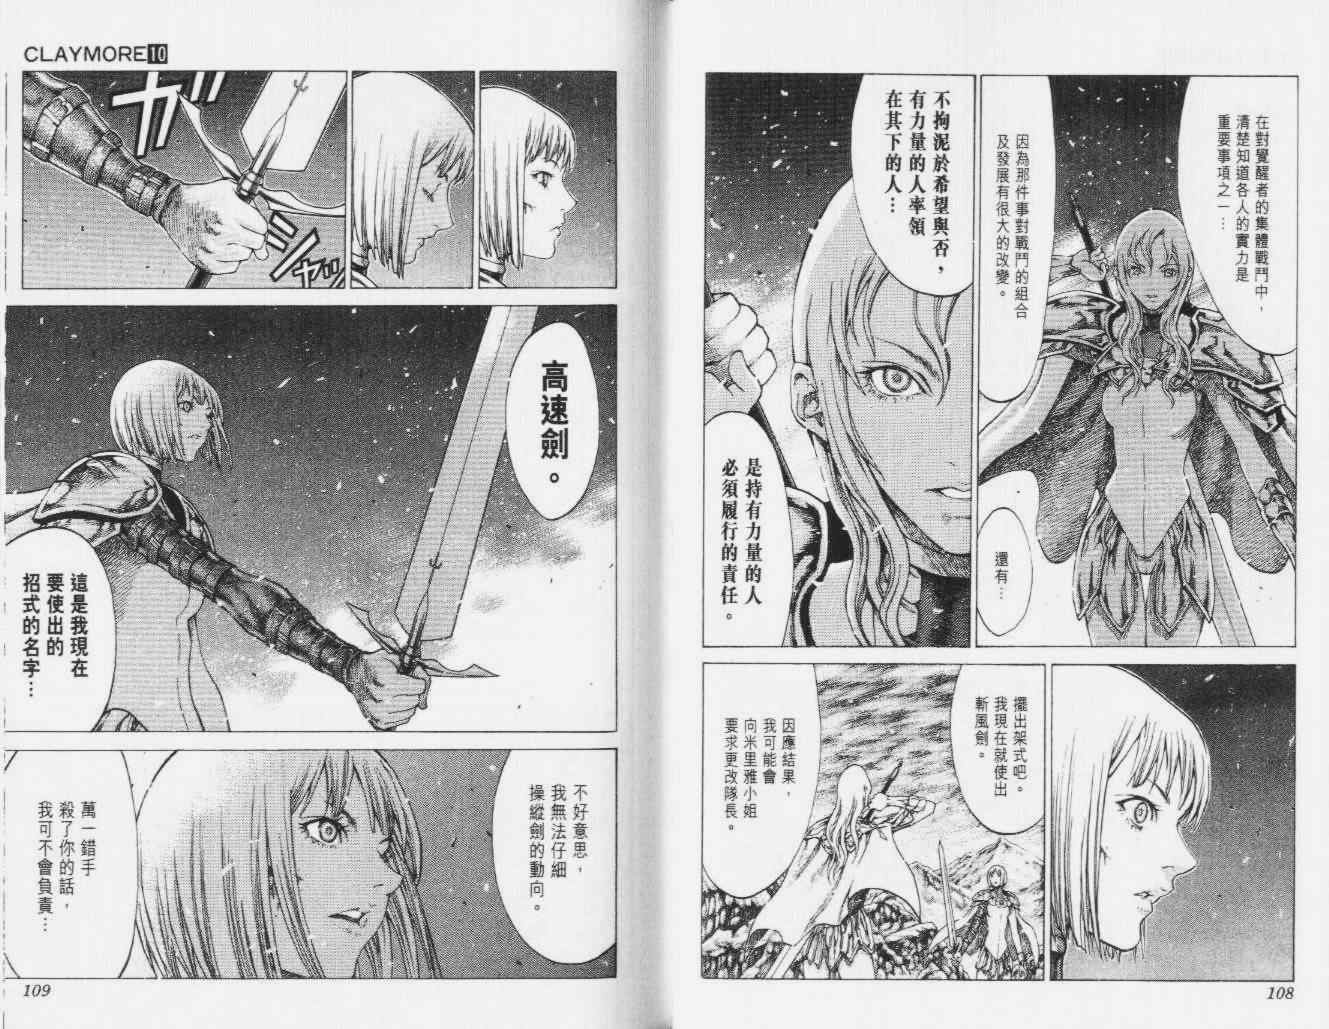 在對覺醒者的集體戰鬥中，
清楚知道各人的實力是
重要事項之一…
因為那件事對戰鬥的組合
及發展有很大的改變。
還有…
不拘泥於希望與否，
有力量的人率領
在其下的人…
是持有力量的人
必須履行的責任。
擺出架式吧。
我現在就使出
斬風劍。
因應結果，
我可能會
向米里雅小姐
要求更改隊長。
108
CLAYMORE 10
ガ
シャッ
高速劍。
這是我現在
要使出的
招式的名字…
不好意思，
我無法仔細
操縱劍的動向。
萬一錯手
殺了你的話，
我可不會負責…
109